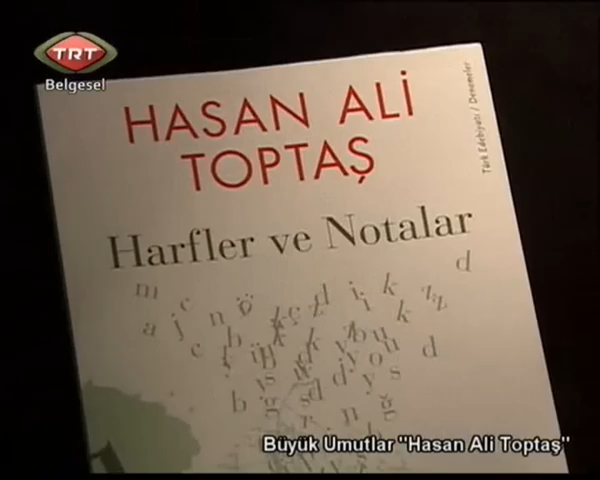 TRT
Belgesel
HASAN ALİ
TOPTAŞ
Türk Edebiyatı / Denemeler
Harfler ve Notalar
Büyük Umutlar "Hasan Ali Toptaş"